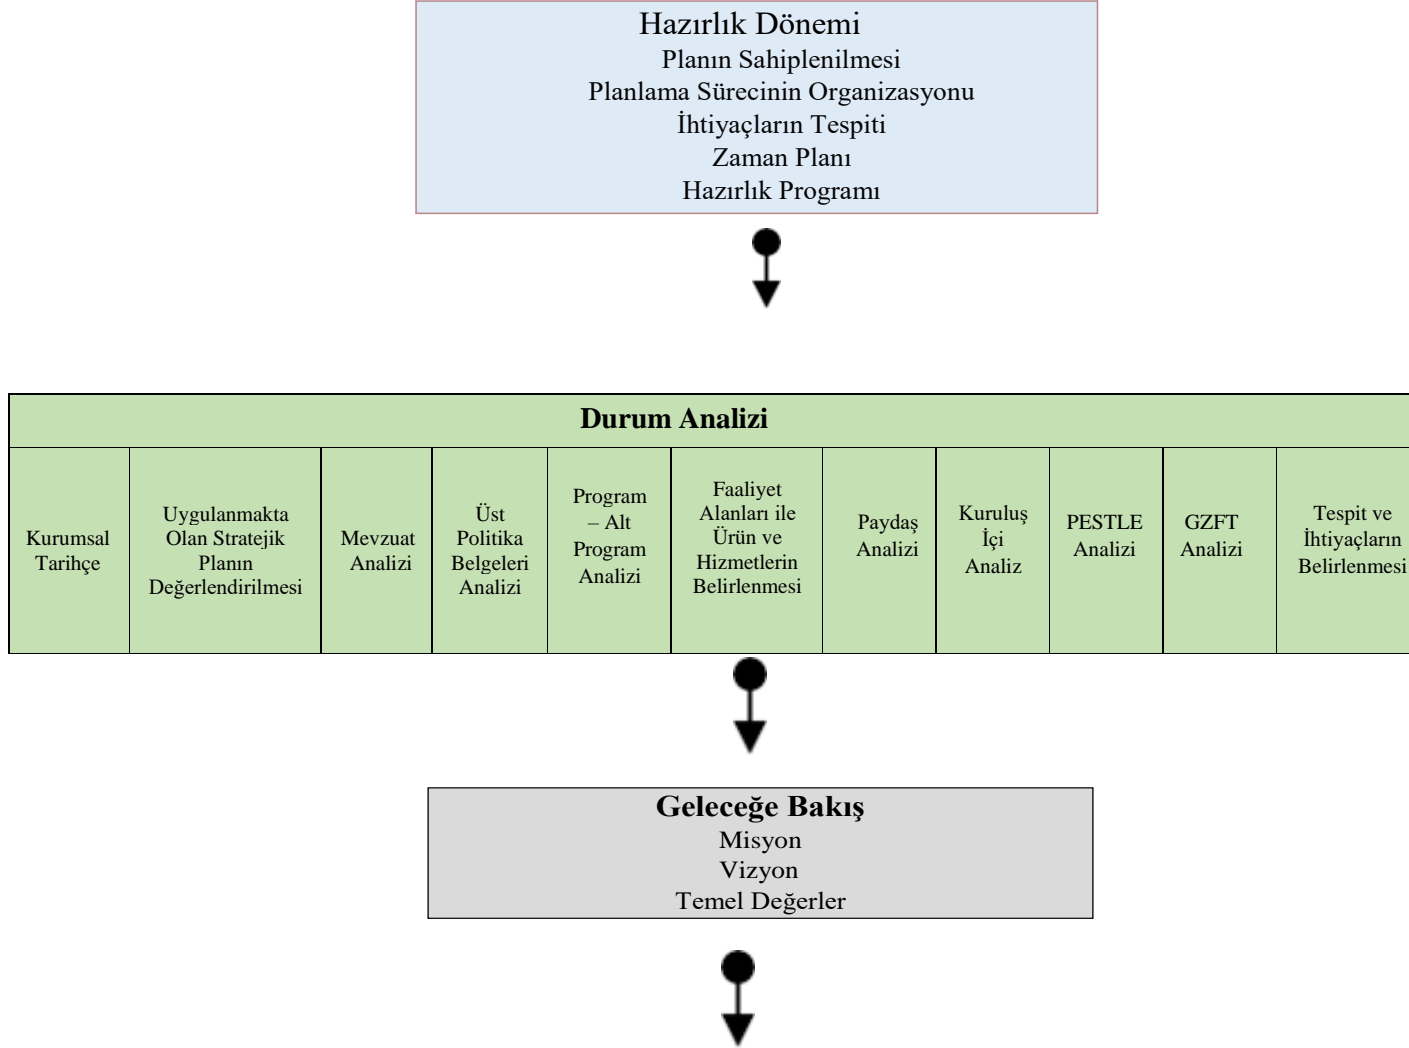 Hazırlık Dönemi
Planın Sahiplenilmesi
Planlama Sürecinin Organizasyonu
İhtiyaçların Tespiti
Zaman Planı
Hazırlık Programı
Durum Analizi
Kurumsal
Tarihçe
Uygulanmakta
Olan Stratejik
Planın
Değerlendirilmesi
Mevzuat
Analizi
Üst
Politika
Belgeleri
Analizi
Program
– Alt
Program
Analizi
Faaliyet
Alanları ile
Ürün ve
Hizmetlerin
Belirlenmesi
Paydaş
Analizi
Kuruluş
İçi
Analiz
PESTLE
Analizi
GZFT
Analizi
Tespit ve
İhtiyaçların
Belirlenmesi
Geleceğe Bakış
Misyon
Vizyon
Temel Değerler